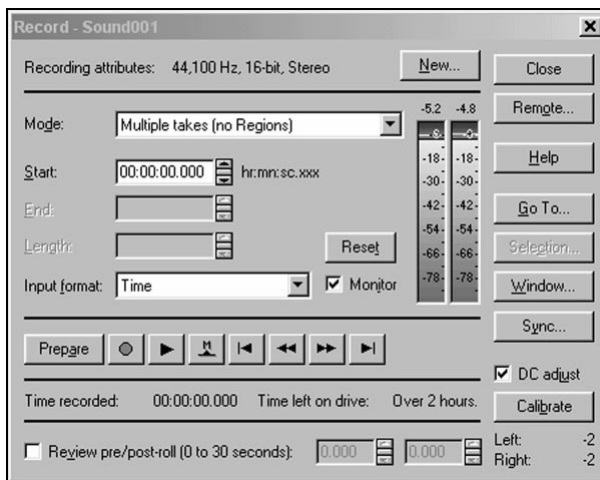 Record - Sound001
Recording attributes: 44,100 Hz, 16-bit, Stereo
New...
Close
Mode: Multiple takes (no Regions)
-5.2 -4.8
Remote...
Start: 00:00:00.000 hr:mn:sc.xxx
-18- -18-
Help
End:
-30- -30-
-42- -42-
Go To...
Length:
Reset
-54- -54-
-66- -66-
Selection...
Input format: Time
Monitor
-78- -78-
Window...
Sync...
Prepare
M
DC adjust
Time recorded: 00:00:00.000 Time left on drive: Over 2 hours.
Calibrate
Review pre/post-roll (0 to 30 seconds): 0.000 0.000
Left: -2
Right: -2